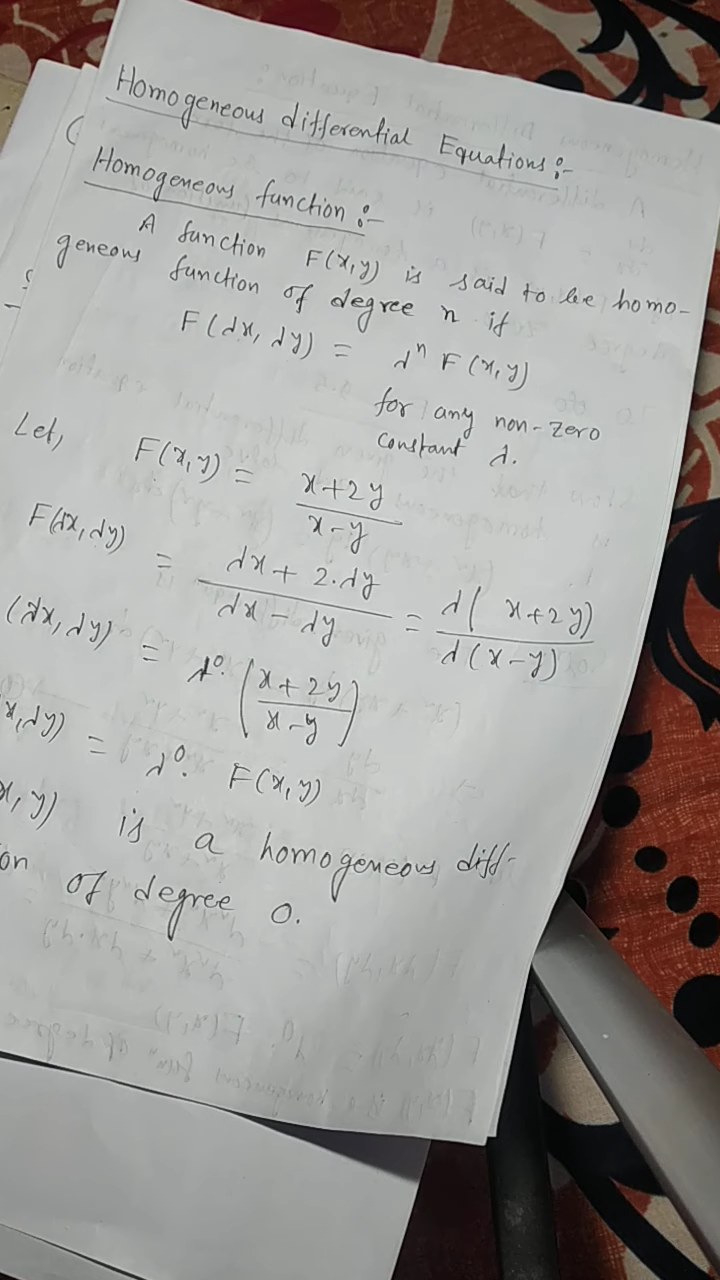 Homogeneous differential Equations :-
Homogeneous function :-
A function F(x,y) is said to be homo-
geneous function of degree n if
F(λx, λy) = λⁿ F(x,y)
for any non-zero
constant λ.
Let, F(x,y) = (x+2y)/(x-y)
F(λx, λy) = (λx + 2.λy)/(λx - λy) = λ(x+2y)/λ(x-y)
(λx, λy) = λ⁰. ((x+2y)/(x-y))
x, λy) = λ⁰. F(x,y)
x, y) is a homogeneous diff-
on of degree 0.